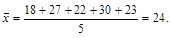 x̄ = (18 + 27 + 22 + 30 + 23) / 5 = 24.